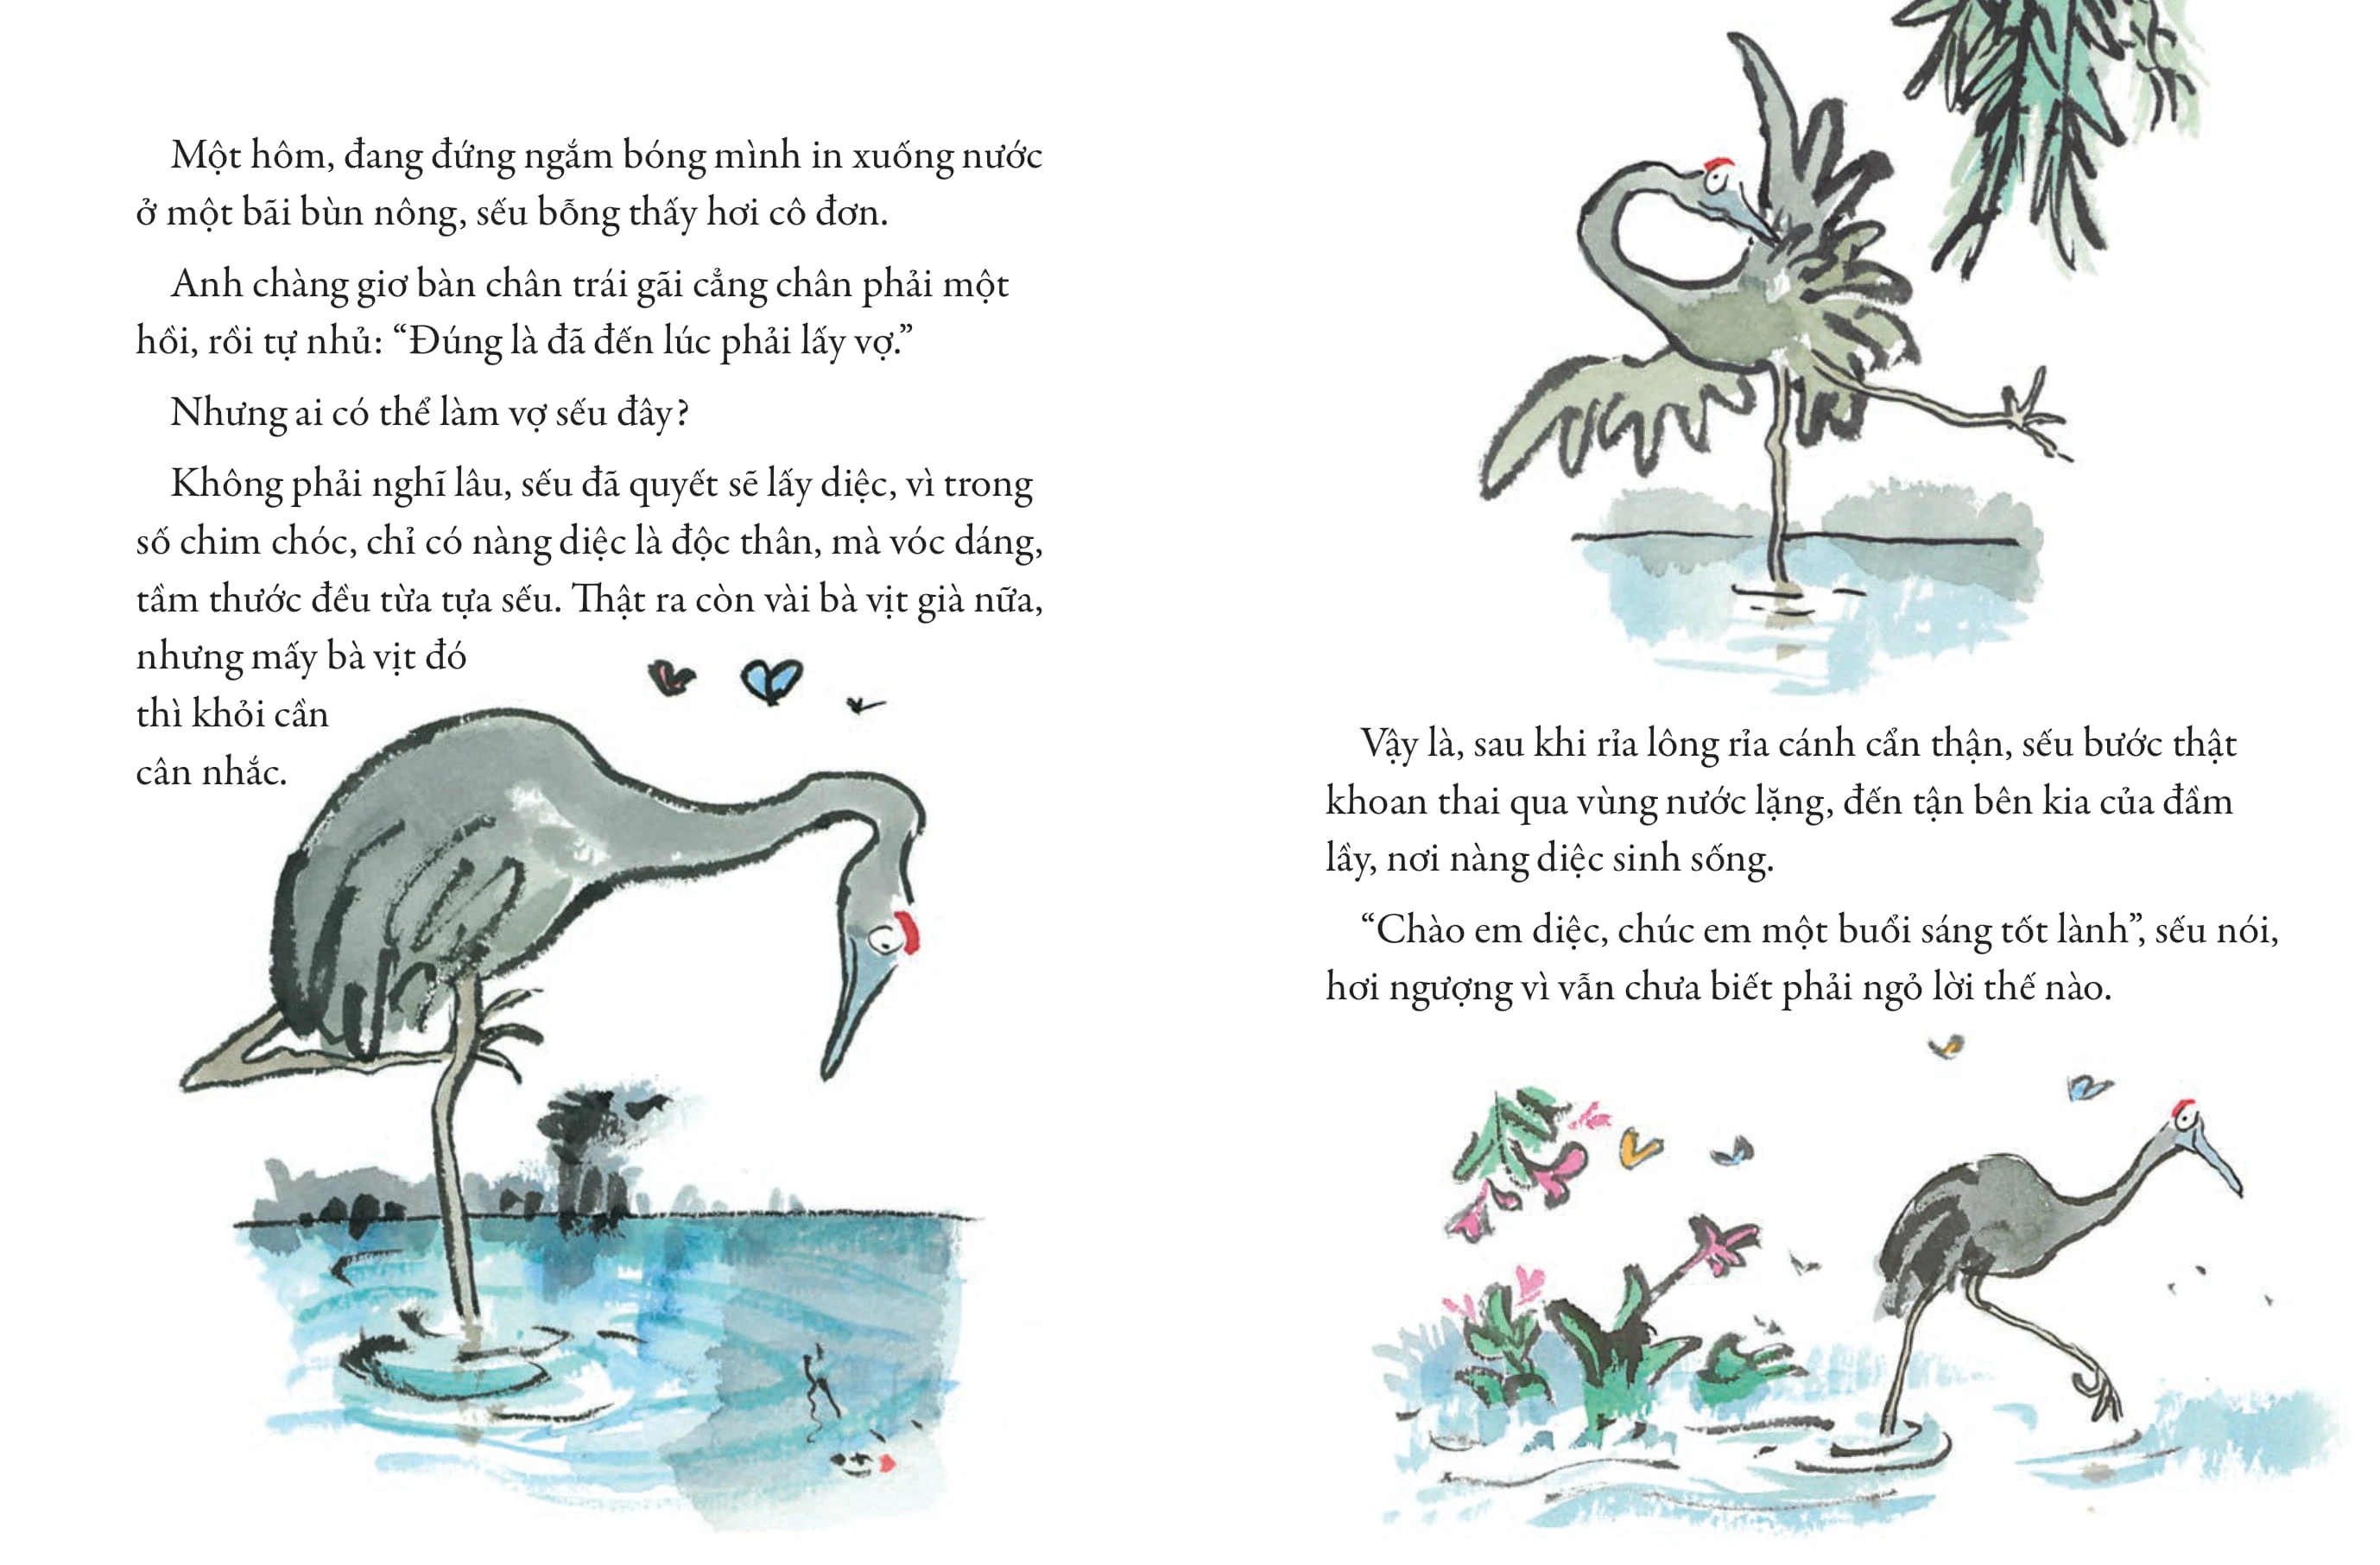 Một hôm, đang đứng ngắm bóng mình in xuống nước
ở một bãi bùn nông, sếu bỗng thấy hơi cô đơn.
Anh chàng giơ bàn chân trái gãi cẳng chân phải một
hồi, rồi tự nhủ: “Đúng là đã đến lúc phải lấy vợ.”
Nhưng ai có thể làm vợ sếu đây?
Không phải nghĩ lâu, sếu đã quyết sẽ lấy diệc, vì trong
số chim chóc, chỉ có nàng diệc là độc thân, mà vóc dáng,
tầm thước đều từa tựa sếu. Thật ra còn vài bà vịt già nữa,
nhưng mấy bà vịt đó
thì khỏi cần
cân nhắc.
Vậy là, sau khi rỉa lông rỉa cánh cẩn thận, sếu bước thật
khoan thai qua vùng nước lặng, đến tận bên kia của đầm
lầy, nơi nàng diệc sinh sống.
“Chào em diệc, chúc em một buổi sáng tốt lành”, sếu nói,
hơi ngượng vì vẫn chưa biết phải ngỏ lời thế nào.